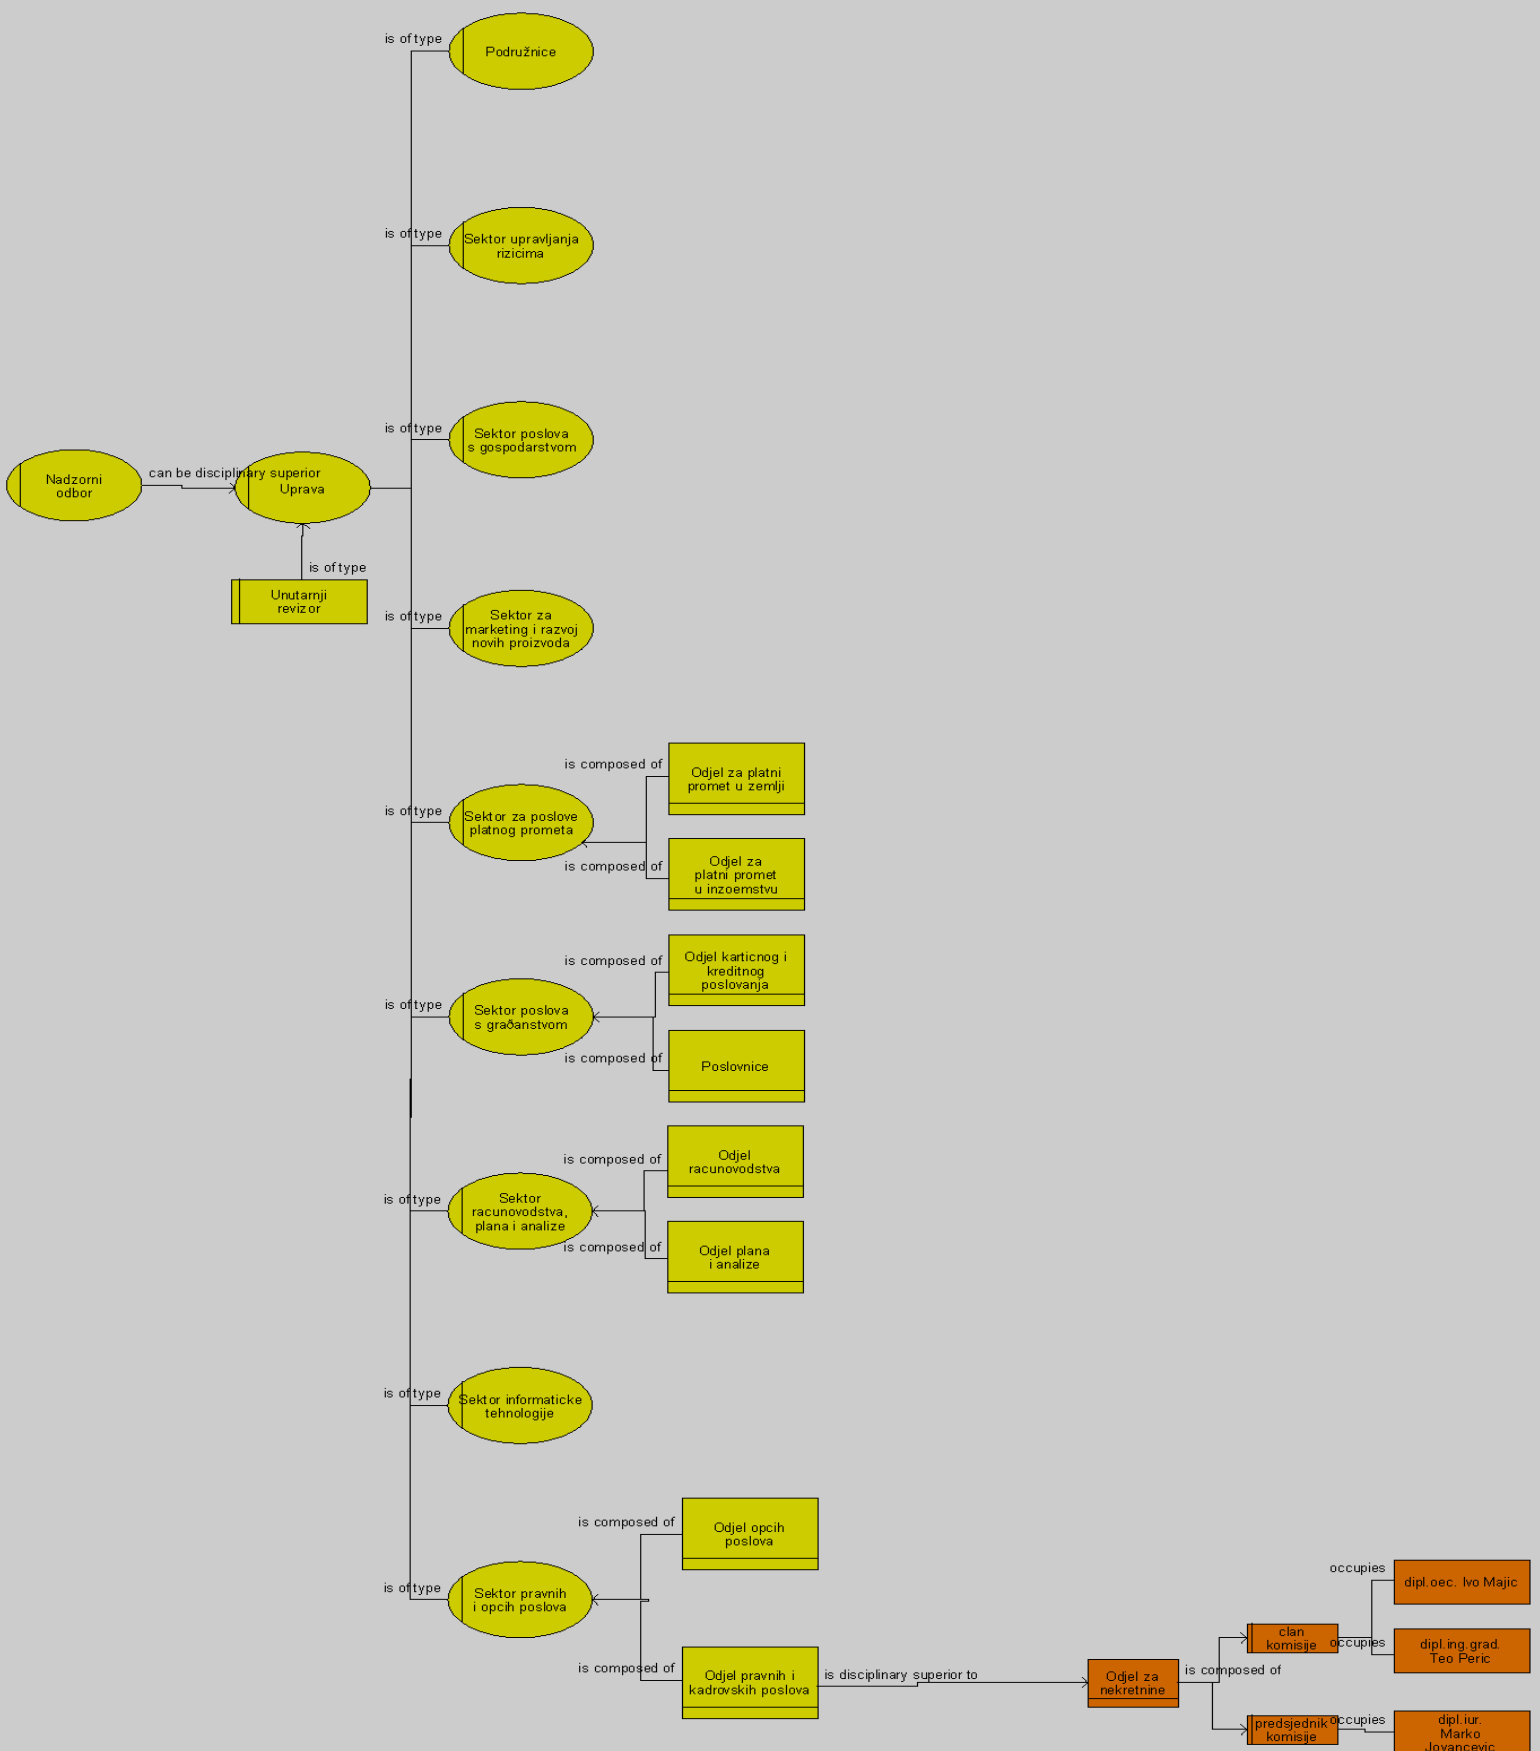 is of type
Podružnice
is of type
Sektor upravljanja
rizicima
is of type
Sektor poslova
s gospodarstvom
Nadzorni
odbor
can be disciplinary superior
Uprava
is of type
Unutarnji
revizor
is of type
Sektor za
marketing i razvoj
novih proizvoda
is composed of
Odjel za platni
promet u zemlji
is of type
Sektor za poslove
platnog prometa
is composed of
Odjel za
platni promet
u inzoemstvu
is composed of
Odjel karticnog i
kreditnog
poslovanja
is of type
Sektor poslova
s građanstvom
is composed of
Poslovnice
is composed of
Odjel
racunovodstva
is of type
Sektor
racunovodstva,
plana i analize
is composed of
Odjel plana
i analize
is of type
Sektor informaticke
tehnologije
is composed of
Odjel opcih
poslova
is of type
Sektor pravnih
i opcih poslova
is composed of
Odjel pravnih i
kadrovskih poslova
is disciplinary superior to
Odjel za
nekretnine
is composed of
clan
komisije
occupies
dipl.oec. Ivo Majic
occupies
dipl.ing.grad.
Teo Peric
predsjednik
komisije
occupies
dipl.iur.
Marko
Jovancevic